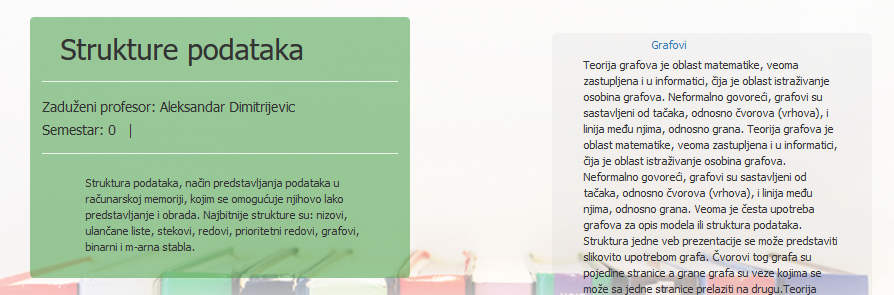 Strukture podataka
Zaduženi profesor: Aleksandar Dimitrijevic
Semestar: 0 |
Struktura podataka, način predstavljanja podataka u
računarskoj memoriji, kojim se omogućuje njihovo lako
predstavljanje i obrada. Najbitnije strukture su: nizovi,
ulančane liste, stekovi, redovi, prioritetni redovi, grafovi,
binarni i m-arna stabla.
Grafovi
Teorija grafova je oblast matematike, veoma
zastupljena i u informatici, čija je oblast istraživanje
osobina grafova. Neformalno govoreći, grafovi su
sastavljeni od tačaka, odnosno čvorova (vrhova), i
linija među njima, odnosno grana. Teorija grafova je
oblast matematike, veoma zastupljena i u informatici,
čija je oblast istraživanje osobina grafova.
Neformalno govoreći, grafovi su sastavljeni od
tačaka, odnosno čvorova (vrhova), i linija među
njima, odnosno grana. Veoma je česta upotreba
grafova za opis modela ili struktura podataka.
Struktura jedne veb prezentacije se može predstaviti
slikovito upotrebom grafa. Čvorovi tog grafa su
pojedine stranice a grane grafa su veze kojima se
može sa jedne stranice prelaziti na drugu.Teorija